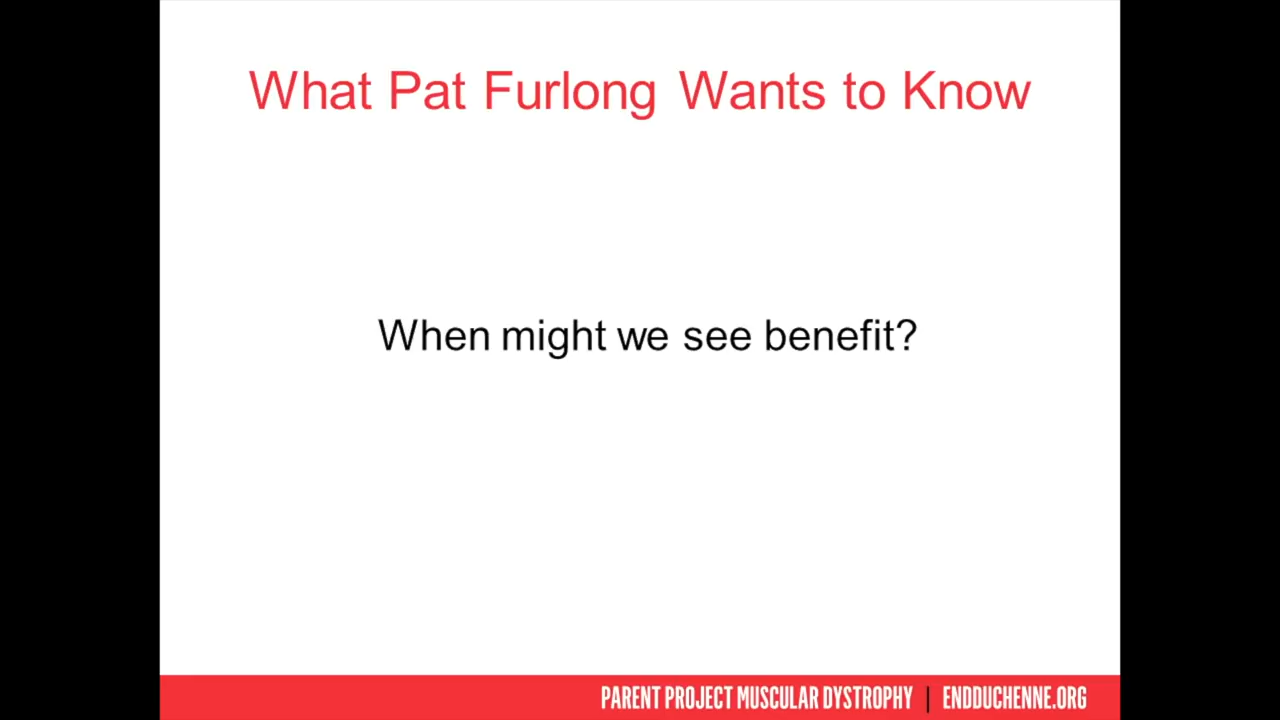 What Pat Furlong Wants to Know
When might we see benefit?
PARENT PROJECT MUSCULAR DYSTROPHY | ENDDUCHENNE.ORG